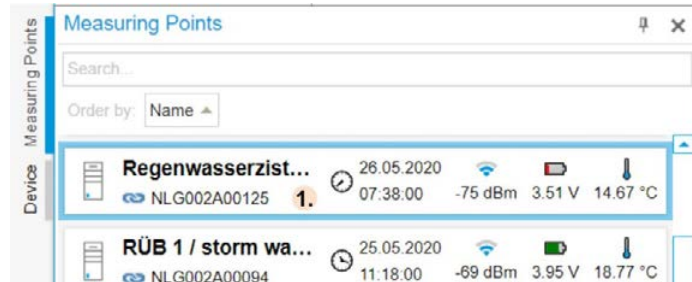 Measuring Points
Measuring Points
Search...
Order by: Name
Device
Regenwasserzist... 26.05.2020
NLG002A00125 1. 07:38:00 -75 dBm 3.51 V 14.67 °C
RÜB 1 / storm wa... 25.05.2020
NLG002A00094 11:18:00 -69 dBm 3.95 V 18.77 °C